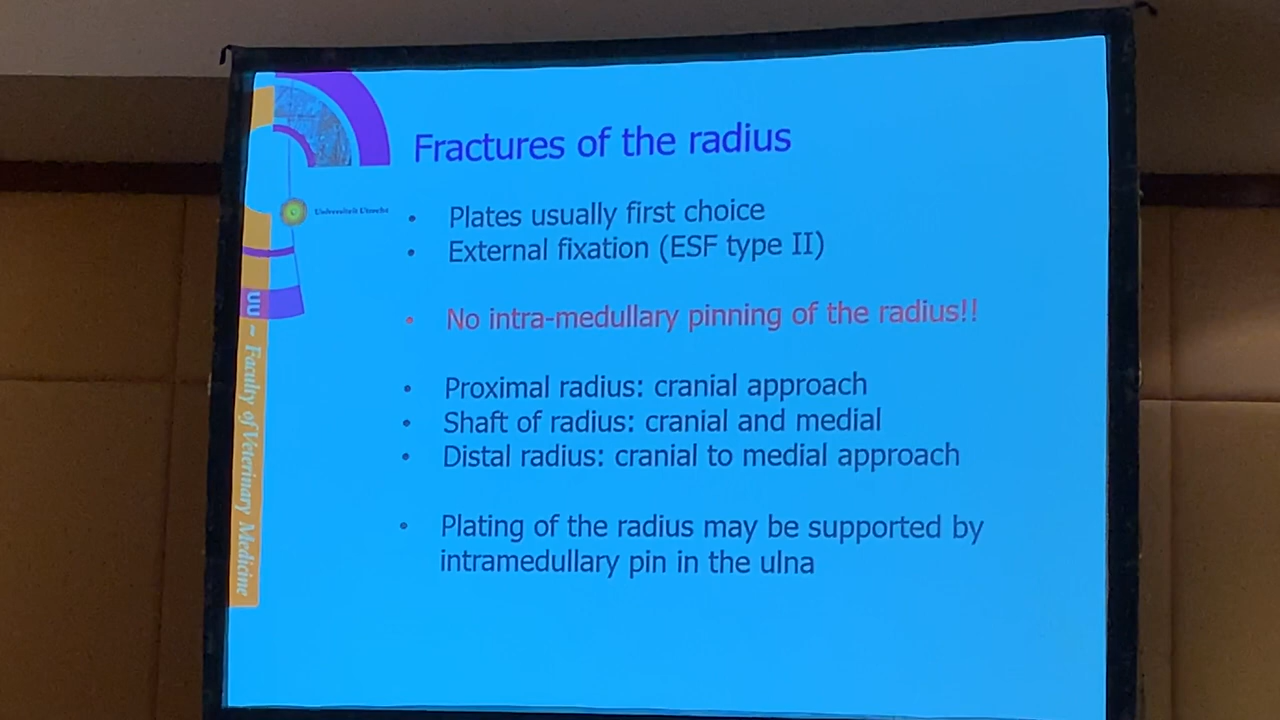 Fractures of the radius
Universiteit Utrecht
• Plates usually first choice
• External fixation (ESF type II)
• No intra-medullary pinning of the radius!!
• Proximal radius: cranial approach
• Shaft of radius: cranial and medial
• Distal radius: cranial to medial approach
• Plating of the radius may be supported by
intramedullary pin in the ulna
UU ~ Faculty of Veterinary Medicine